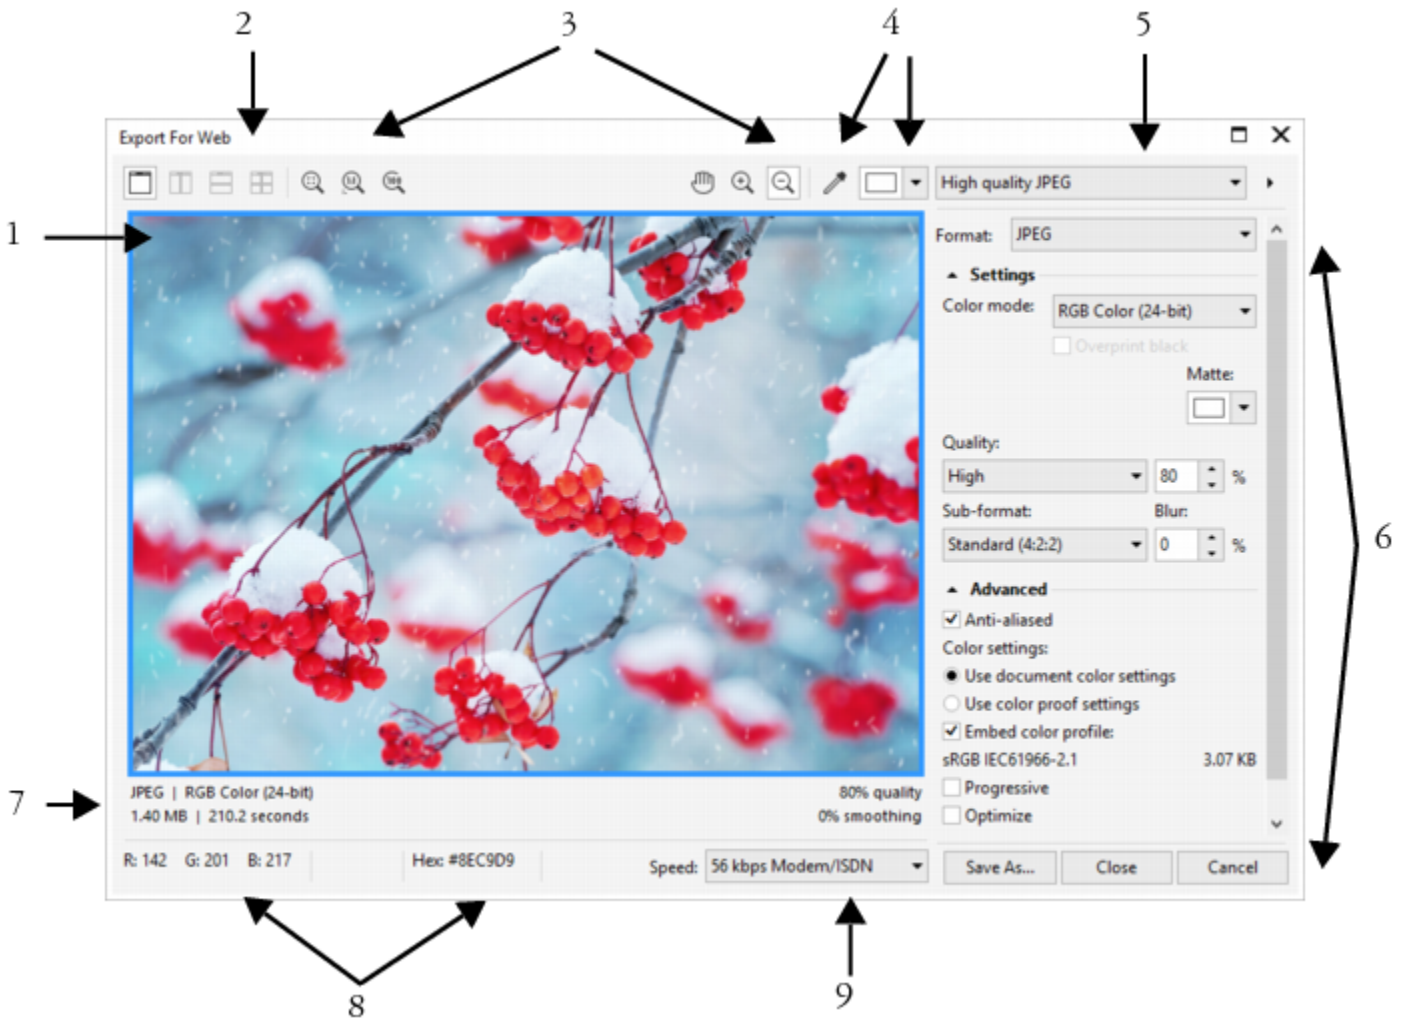 2
3
4
5
Export For Web
High quality JPEG
1
Format: JPEG
Settings
Color mode: RGB Color (24-bit)
Overprint black
Matte:
Quality:
High 80 %
Sub-format: Blur:
Standard (4:2:2) 0 %
6
Advanced
Anti-aliased
Color settings:
Use document color settings
Use color proof settings
Embed color profile:
sRGB IEC61966-2.1 3.07 KB
Progressive
Optimize
7
JPEG | RGB Color (24-bit) 80% quality
1.40 MB | 210.2 seconds 0% smoothing
R: 142 G: 201 B: 217 Hex: #8EC9D9 Speed: 56 kbps Modem/ISDN
Save As... Close Cancel
8
9